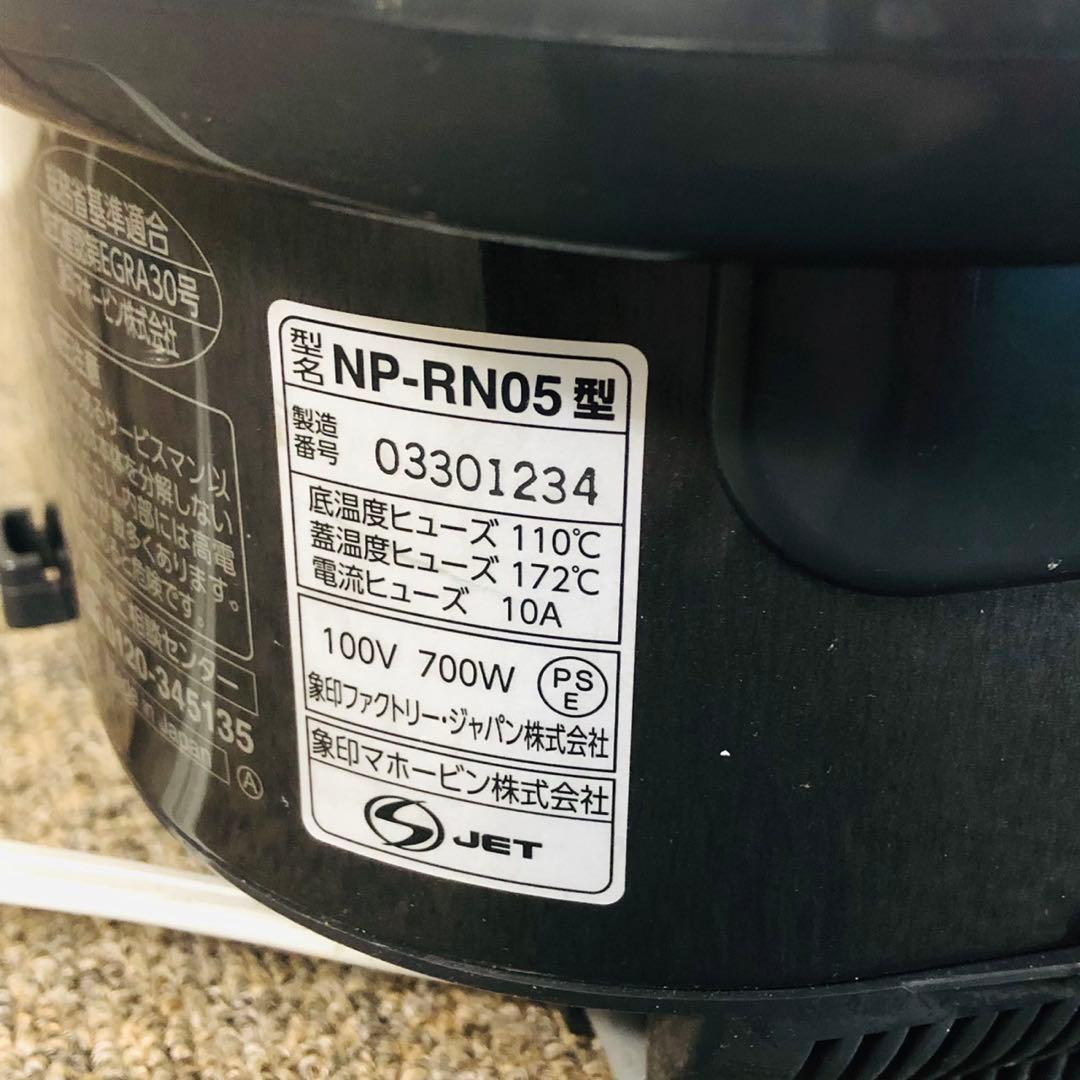 省基準適合
EGRA30号
マホービン株式会社
注意
サービスマン以
を分解しない
内部には高電
多くあります。
危険です。
相談センター
0120-345135
in Japan
A
型名 NP-RN05型
製造番号 03301234
底温度ヒューズ 110℃
蓋温度ヒューズ 172℃
電流ヒューズ 10A
100V 700W PSE
象印ファクトリー・ジャパン株式会社
象印マホービン株式会社
JET